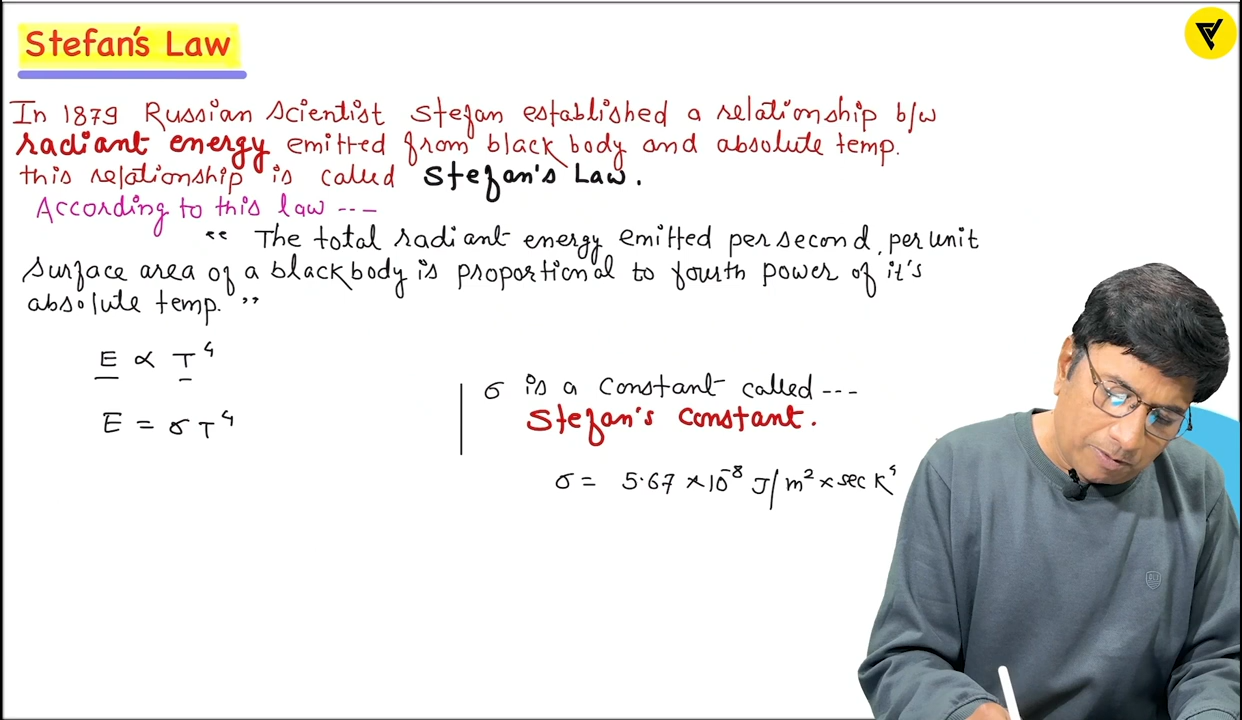 Stefan's Law
In 1879 Russian scientist Stefan established a relationship b/w
radiant energy emitted from black body and absolute temp.
this relationship is called Stefan's Law.
According to this law ---
“ The total radiant energy emitted per second, per unit
surface area of a blackbody is proportional to fourth power of it's
absolute temp. ”
E ∝ T⁴
E = σT⁴
σ is a constant called ---
Stefan's constant.
σ = 5.67 × 10⁻⁸ J/m² × sec K⁴